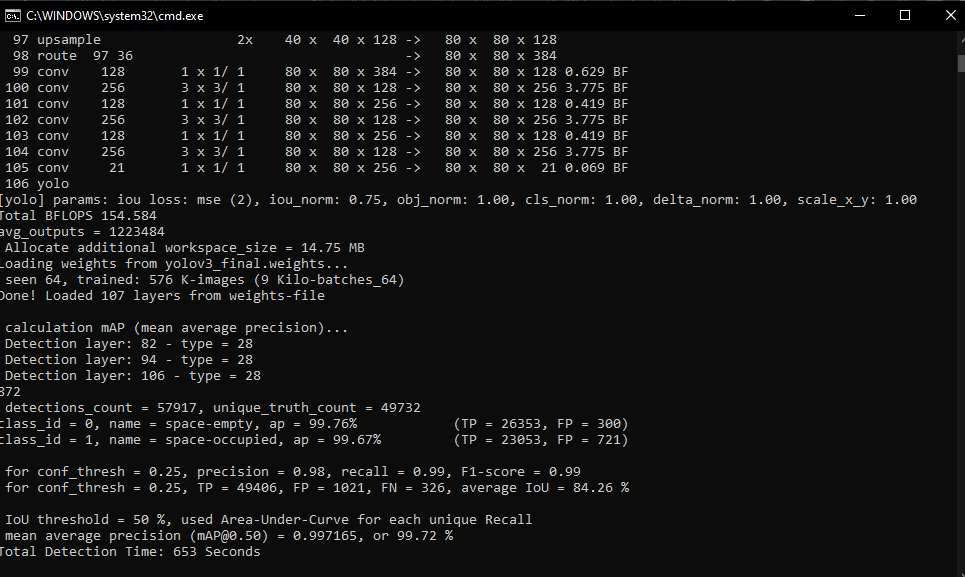 C:\WINDOWS\system32\cmd.exe
97 upsample 2x 40 x 40 x 128 -> 80 x 80 x 128
98 route 97 36 -> 80 x 80 x 384
99 conv 128 1 x 1/ 1 80 x 80 x 384 -> 80 x 80 x 128 0.629 BF
100 conv 256 3 x 3/ 1 80 x 80 x 128 -> 80 x 80 x 256 3.775 BF
101 conv 128 1 x 1/ 1 80 x 80 x 256 -> 80 x 80 x 128 0.419 BF
102 conv 256 3 x 3/ 1 80 x 80 x 128 -> 80 x 80 x 256 3.775 BF
103 conv 128 1 x 1/ 1 80 x 80 x 256 -> 80 x 80 x 128 0.419 BF
104 conv 256 3 x 3/ 1 80 x 80 x 128 -> 80 x 80 x 256 3.775 BF
105 conv 21 1 x 1/ 1 80 x 80 x 256 -> 80 x 80 x 21 0.069 BF
106 yolo
[yolo] params: iou loss: mse (2), iou_norm: 0.75, obj_norm: 1.00, cls_norm: 1.00, delta_norm: 1.00, scale_x_y: 1.00
Total BFLOPS 154.584
avg_outputs = 1223484
Allocate additional workspace_size = 14.75 MB
Loading weights from yolov3_final.weights...
seen 64, trained: 576 K-images (9 Kilo-batches_64)
Done! Loaded 107 layers from weights-file
calculation mAP (mean average precision)...
Detection layer: 82 - type = 28
Detection layer: 94 - type = 28
Detection layer: 106 - type = 28
872
detections_count = 57917, unique_truth_count = 49732
class_id = 0, name = space-empty, ap = 99.76% (TP = 26353, FP = 300)
class_id = 1, name = space-occupied, ap = 99.67% (TP = 23053, FP = 721)
for conf_thresh = 0.25, precision = 0.98, recall = 0.99, F1-score = 0.99
for conf_thresh = 0.25, TP = 49406, FP = 1021, FN = 326, average IoU = 84.26 %
IoU threshold = 50 %, used Area-Under-Curve for each unique Recall
mean average precision (mAP@0.50) = 0.997165, or 99.72 %
Total Detection Time: 653 Seconds